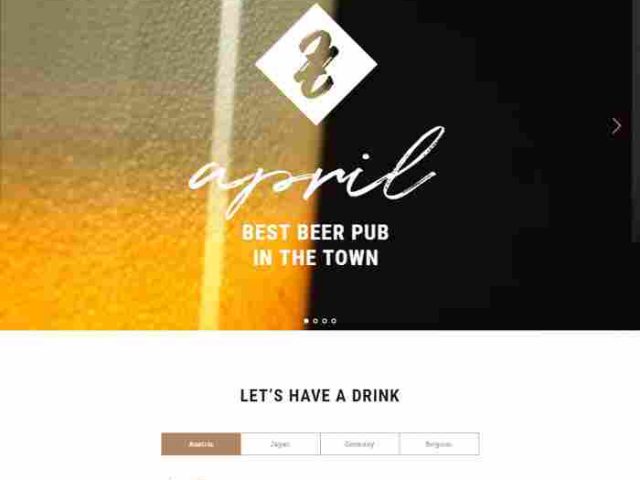 april
BEST BEER PUB
IN THE TOWN
LET'S HAVE A DRINK
Austria Japan Germany Belgium